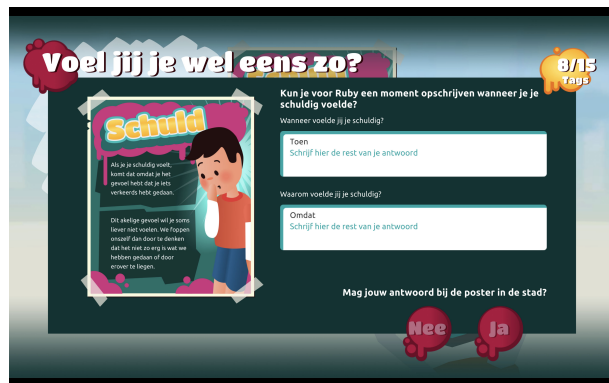 Voel jij je wel eens zo?
8/15
Tags
Schuld
Als je je schuldig voelt,
komt dat omdat je het
gevoel hebt dat je iets
verkeerds hebt gedaan.
Dit akelige gevoel wil je soms
liever niet voelen. We foppen
onszelf dan door te denken
dat het niet zo erg is wat we
hebben gedaan of door
erover te liegen.
Kun je voor Ruby een moment opschrijven wanneer je je
schuldig voelde?
Wanneer voelde jij je schuldig?
Toen
Schrijf hier de rest van je antwoord
Waarom voelde jij je schuldig?
Omdat
Schrijf hier de rest van je antwoord
Mag jouw antwoord bij de poster in de stad?
Nee
Ja